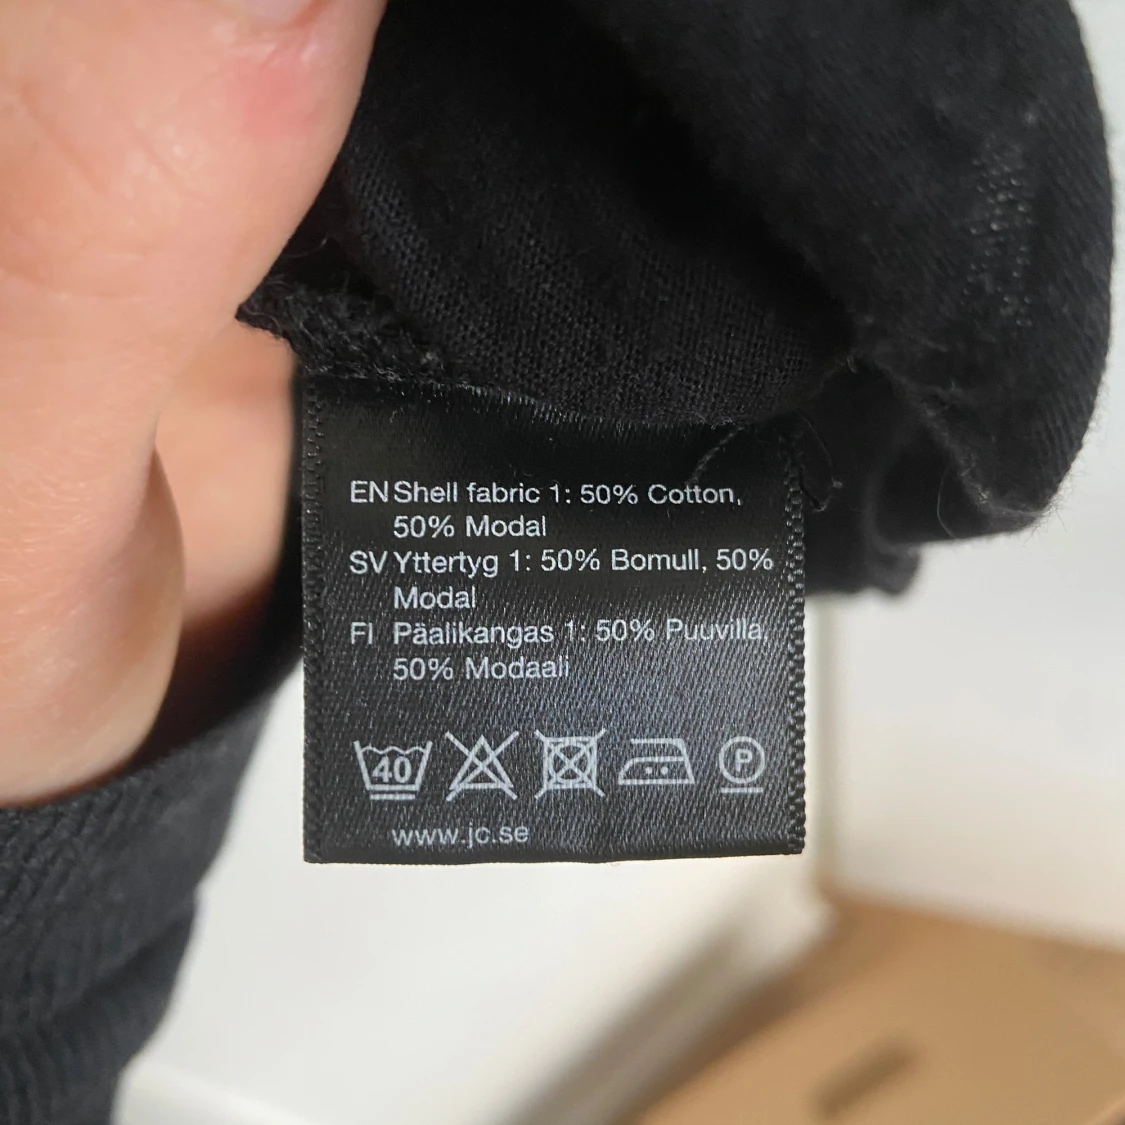 EN Shell fabric 1: 50% Cotton,
50% Modal
SV Yttertyg 1: 50% Bomull, 50%
Modal
FI Päalikangas 1: 50% Puuvilla,
50% Modaali
40 P
www.jc.se